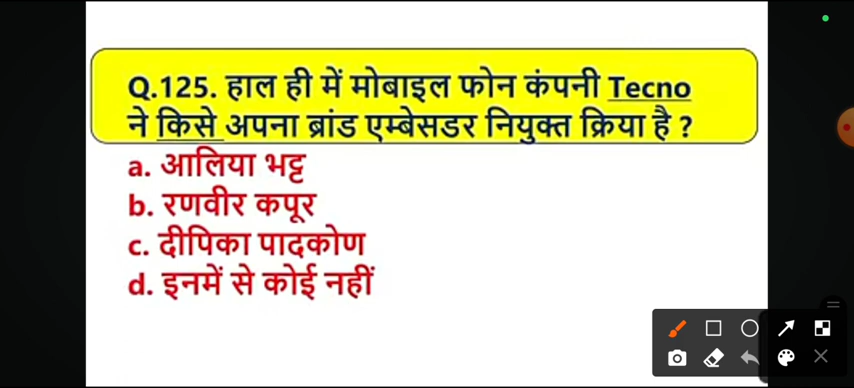 Q.125. हाल ही में मोबाइल फोन कंपनी Tecno
ने किसे अपना ब्रांड एम्बेसडर नियुक्त क्रिया है ?
a. आलिया भट्ट
b. रणवीर कपूर
c. दीपिका पादकोण
d. इनमें से कोई नहीं